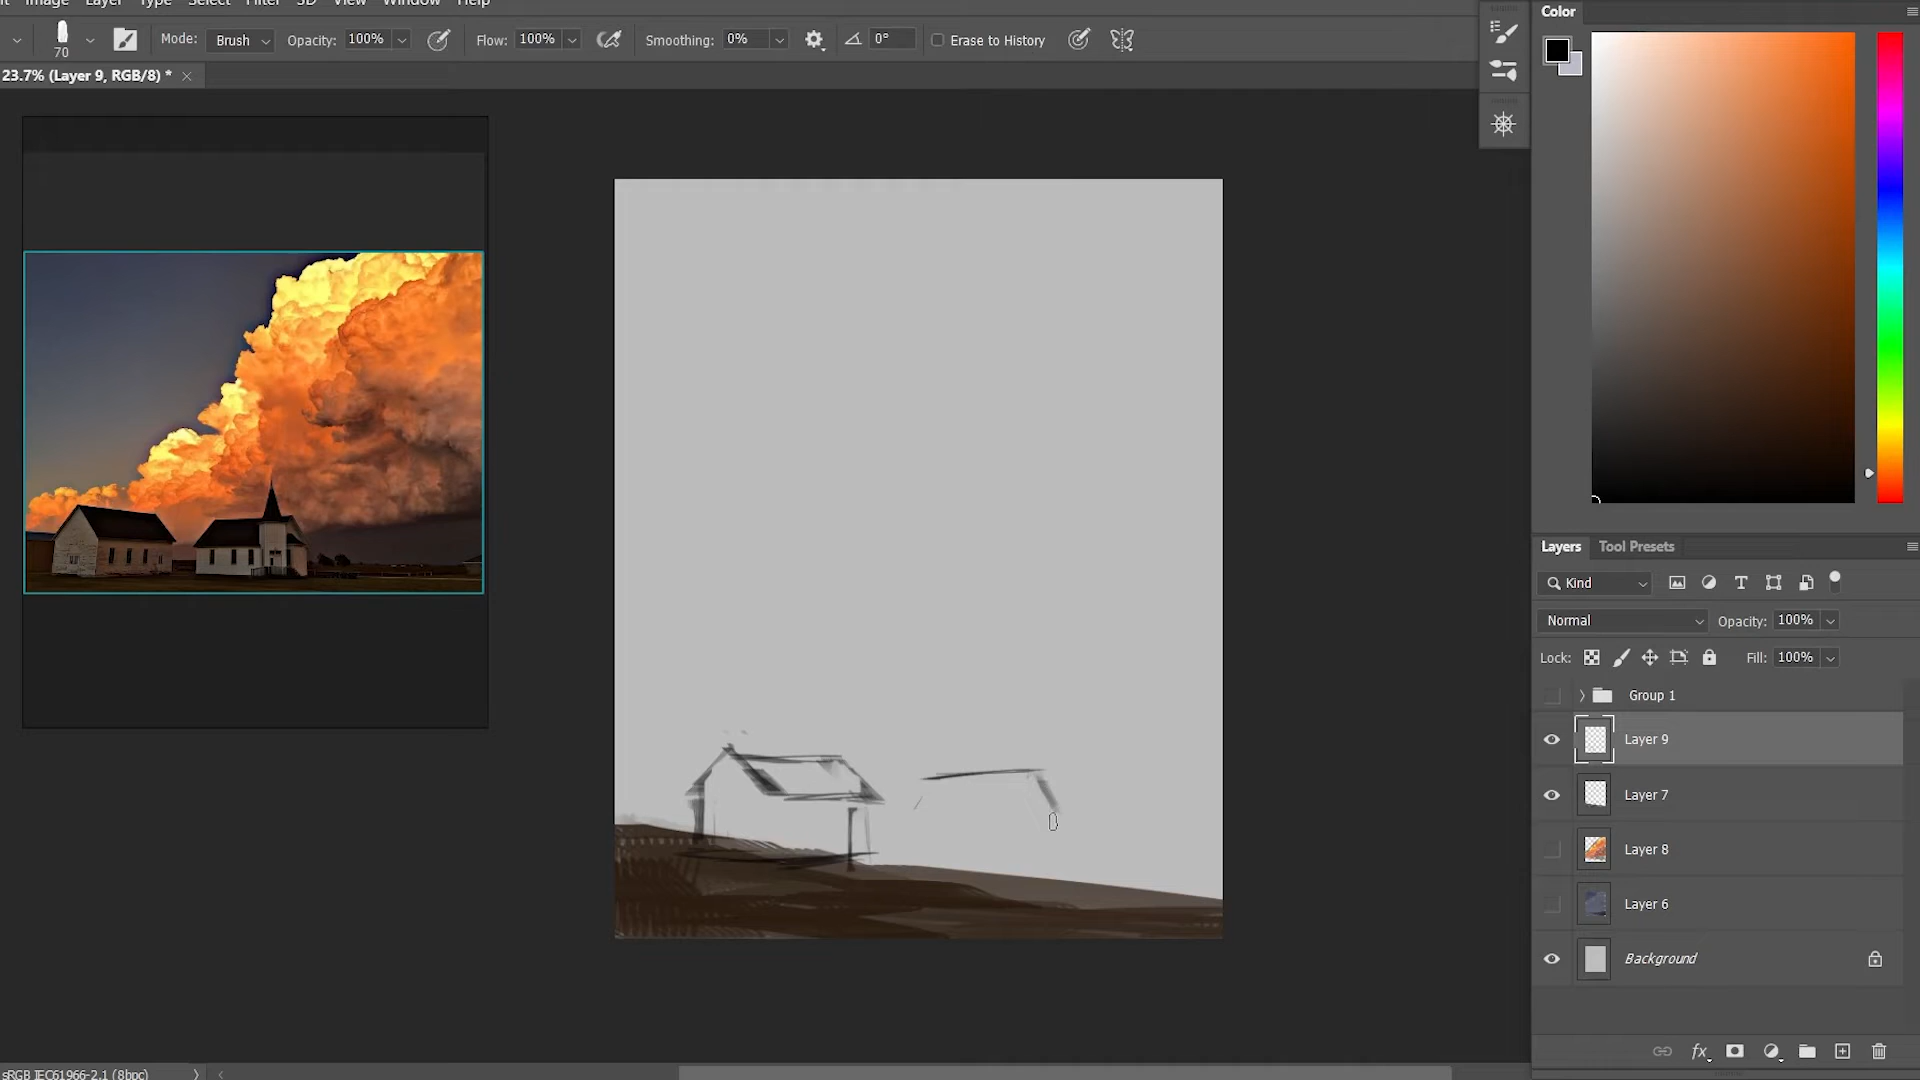 Image Layer Type Select Filter 3D View Window Help
70
Mode: Brush Opacity: 100% Flow: 100% Smoothing: 0% 0° Erase to History
23.7% (Layer 9, RGB/8) *
Color
Layers Tool Presets
Kind
Normal Opacity: 100%
Lock: Fill: 100%
Group 1
Layer 9
Layer 7
Layer 8
Layer 6
Background
sRGB IEC61966-2.1 (8bpc)